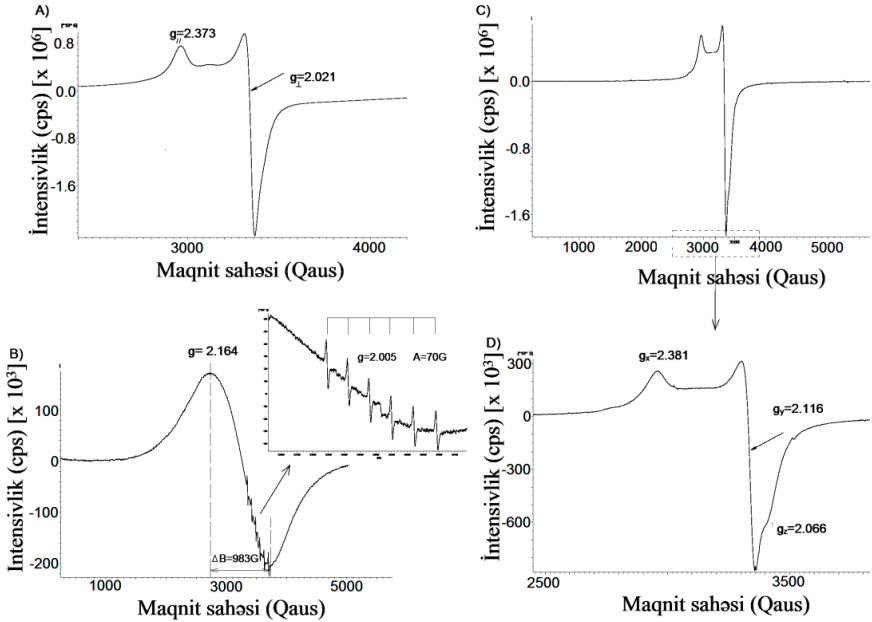 A)
g//=2.373
g⊥=2.021
0.8
0.0
-0.8
-1.6
İntensivlik (cps) [x 10⁶]
3000 4000
Maqnit sahəsi (Qaus)
C)
0.0
-0.8
-1.6
İntensivlik (cps) [x 10⁶]
1000 2000 3000 4000 5000
Maqnit sahəsi (Qaus)
B)
g= 2.164
g=2.005 A=70G
ΔB=983G
100
0
-100
-200
Intensivlik (cps) [x 10³]
1000 3000 5000
Maqnit sahəsi (Qaus)
D)
gx=2.381
gy=2.116
gz=2.066
300
0
-300
-600
İntensivlik (cps) [x 10³]
2500 3500
Maqnit sahəsi (Qaus)